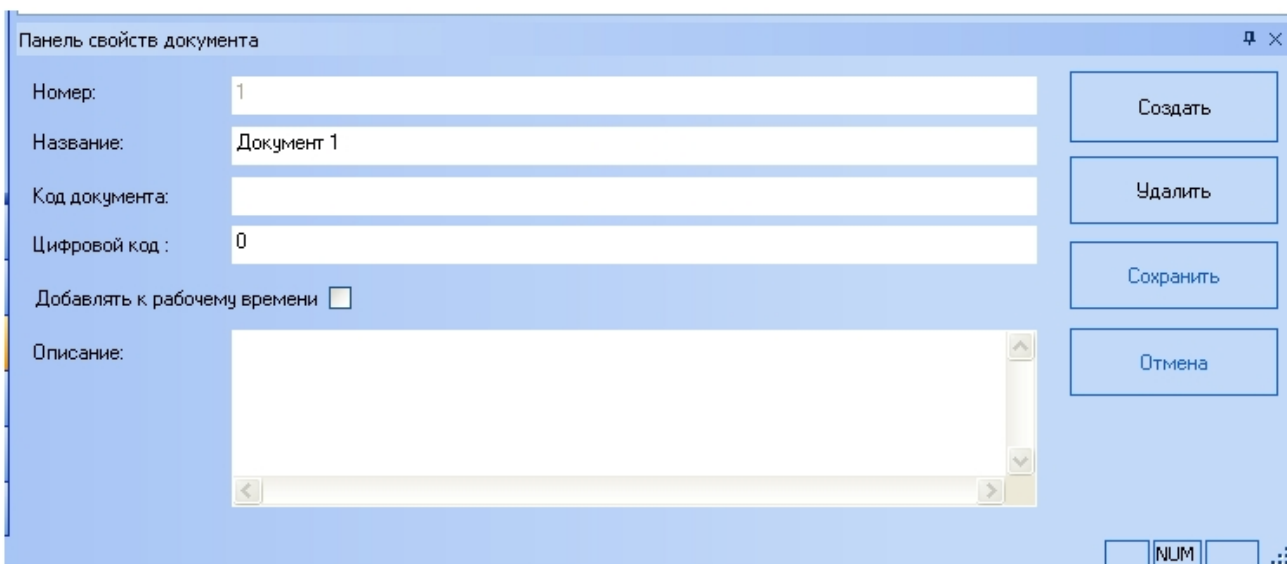 Панель свойств документа
Номер: 1
Создать
Название: Документ 1
Удалить
Код документа:
Цифровой код : 0
Сохранить
Добавлять к рабочему времени
Описание:
Отмена
NUM